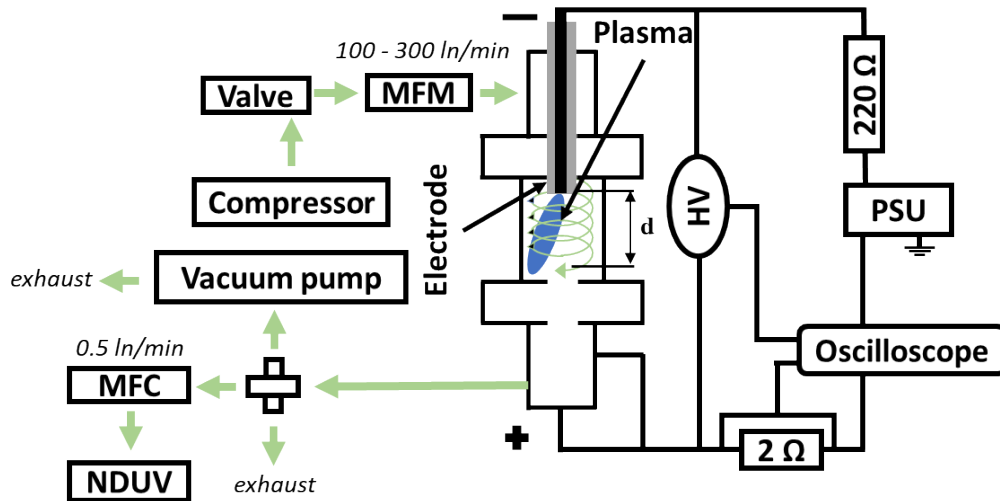 −
Plasma
100 - 300 ln/min
Valve
MFM
220 Ω
Compressor
Electrode
HV
PSU
d
Vacuum pump
exhaust
0.5 ln/min
MFC
Oscilloscope
+
2 Ω
NDUV
exhaust